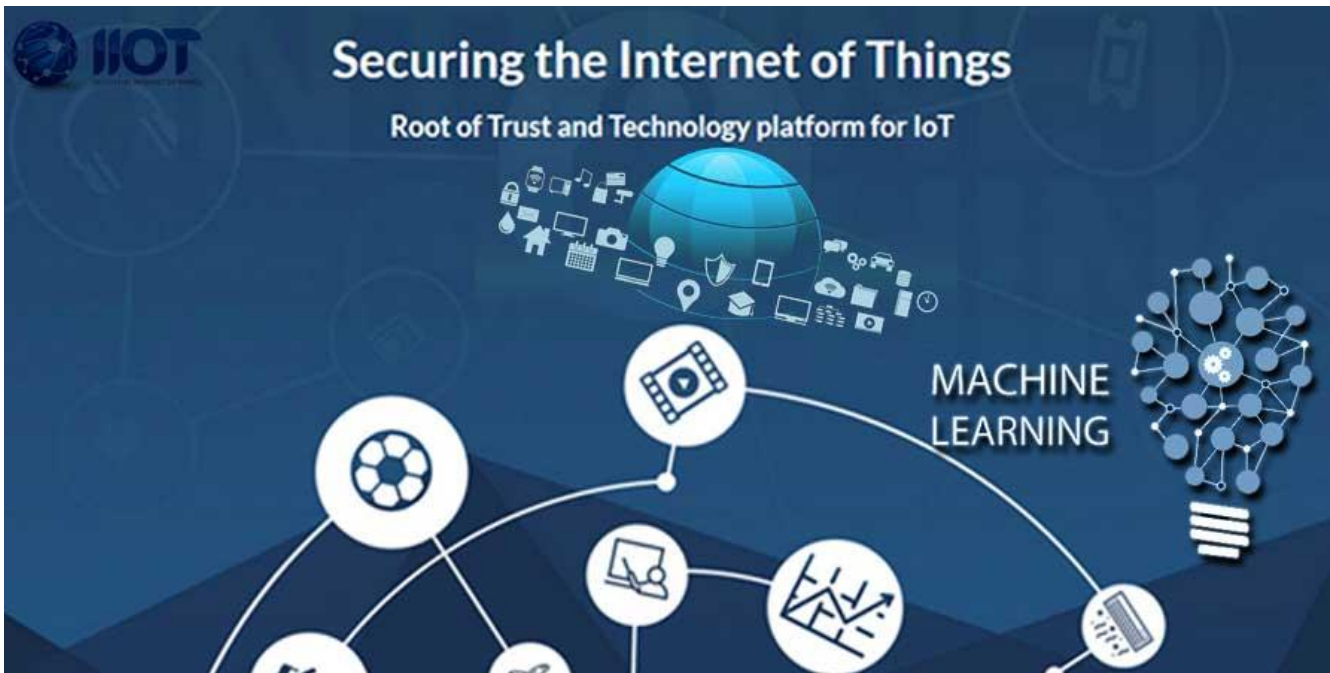 IIOT
Securing the Internet of Things
Root of Trust and Technology platform for IoT
MACHINE
LEARNING